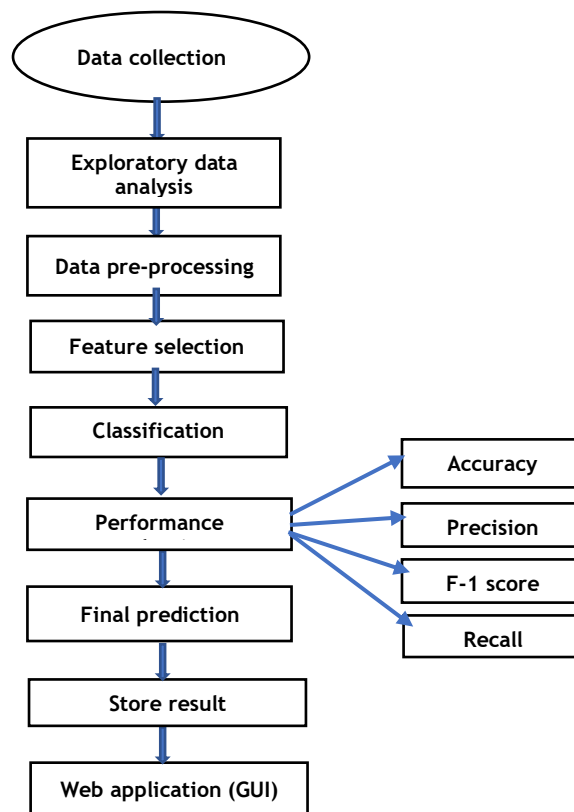 Data collection
Exploratory data
analysis
Data pre-processing
Feature selection
Classification
Performance
Accuracy
Precision
F-1 score
Recall
Final prediction
Store result
Web application (GUI)